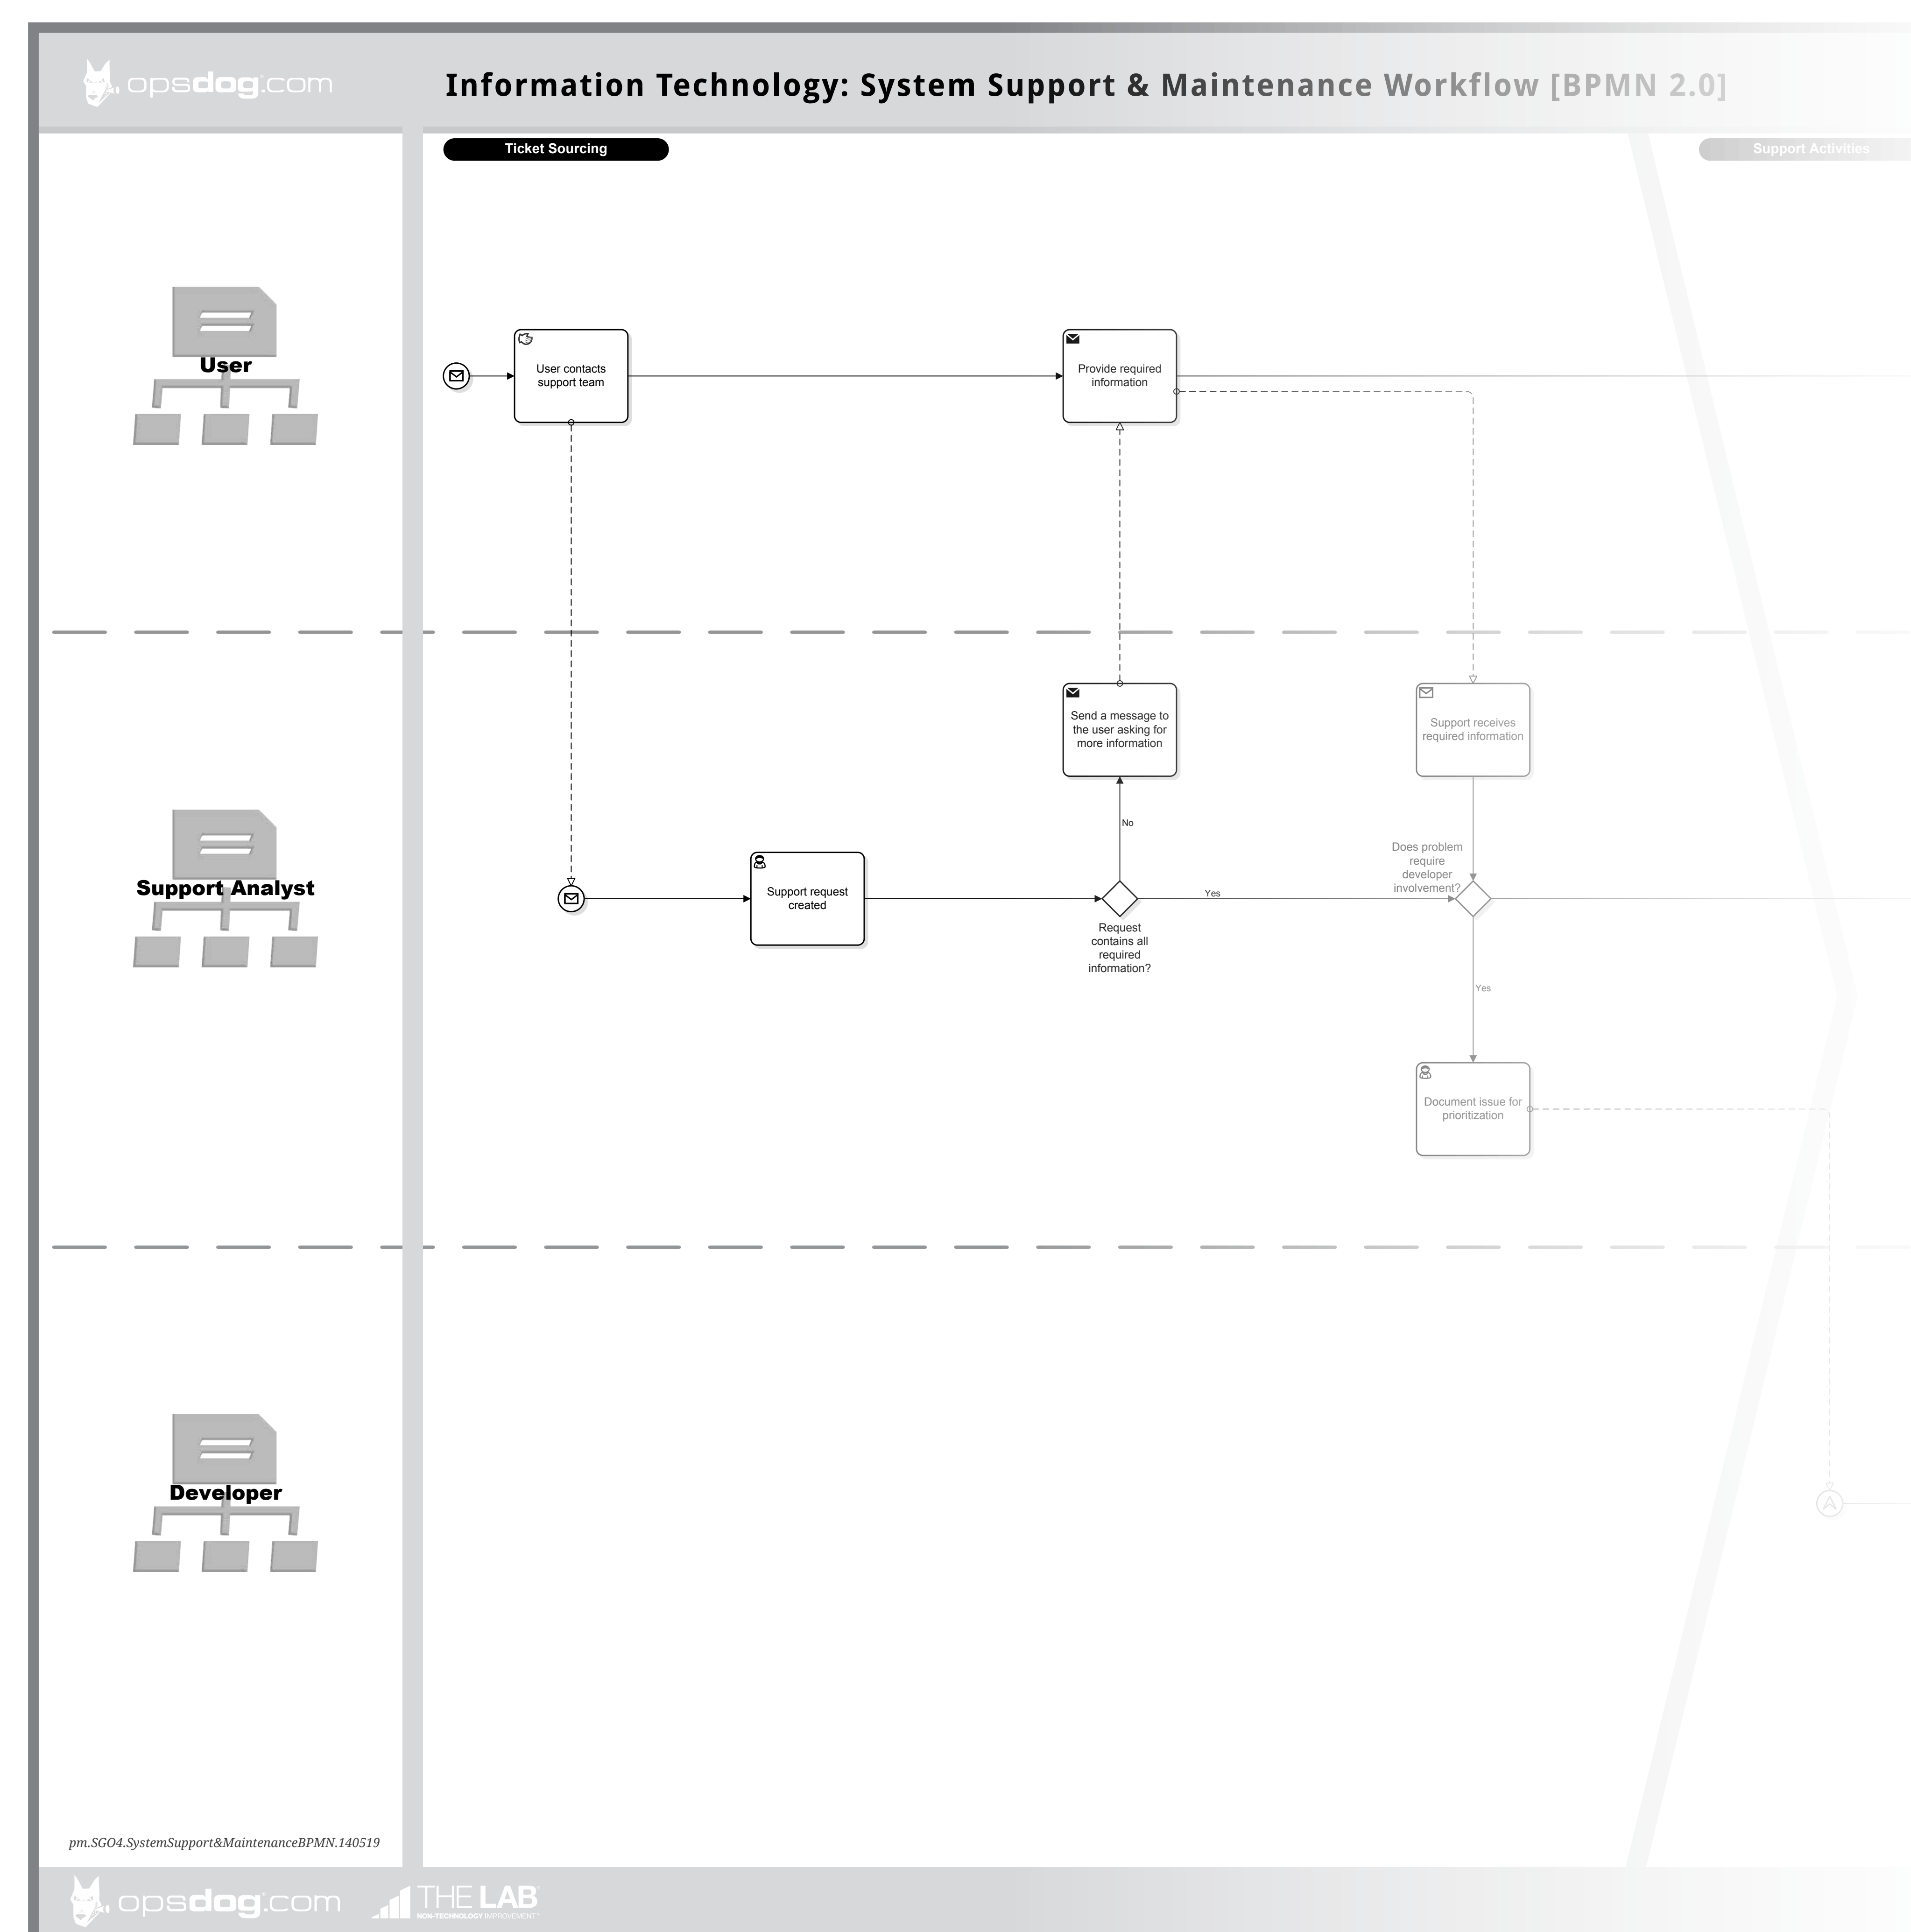 opsdog.com
Information Technology: System Support & Maintenance Workflow [BPMN 2.0]
Ticket Sourcing
Support Activities
User
User contacts
support team
Provide required
information
Send a message to
the user asking for
more information
Support receives
required information
No
Support Analyst
Support request
created
Yes
Request
contains all
required
information?
Does problem
require
developer
involvement?
Yes
Document issue for
prioritization
Developer
pm.SGO4.SystemSupport&MaintenanceBPMN.140519
opsdog.com
THE LAB
NON-TECHNOLOGY IMPROVEMENT™